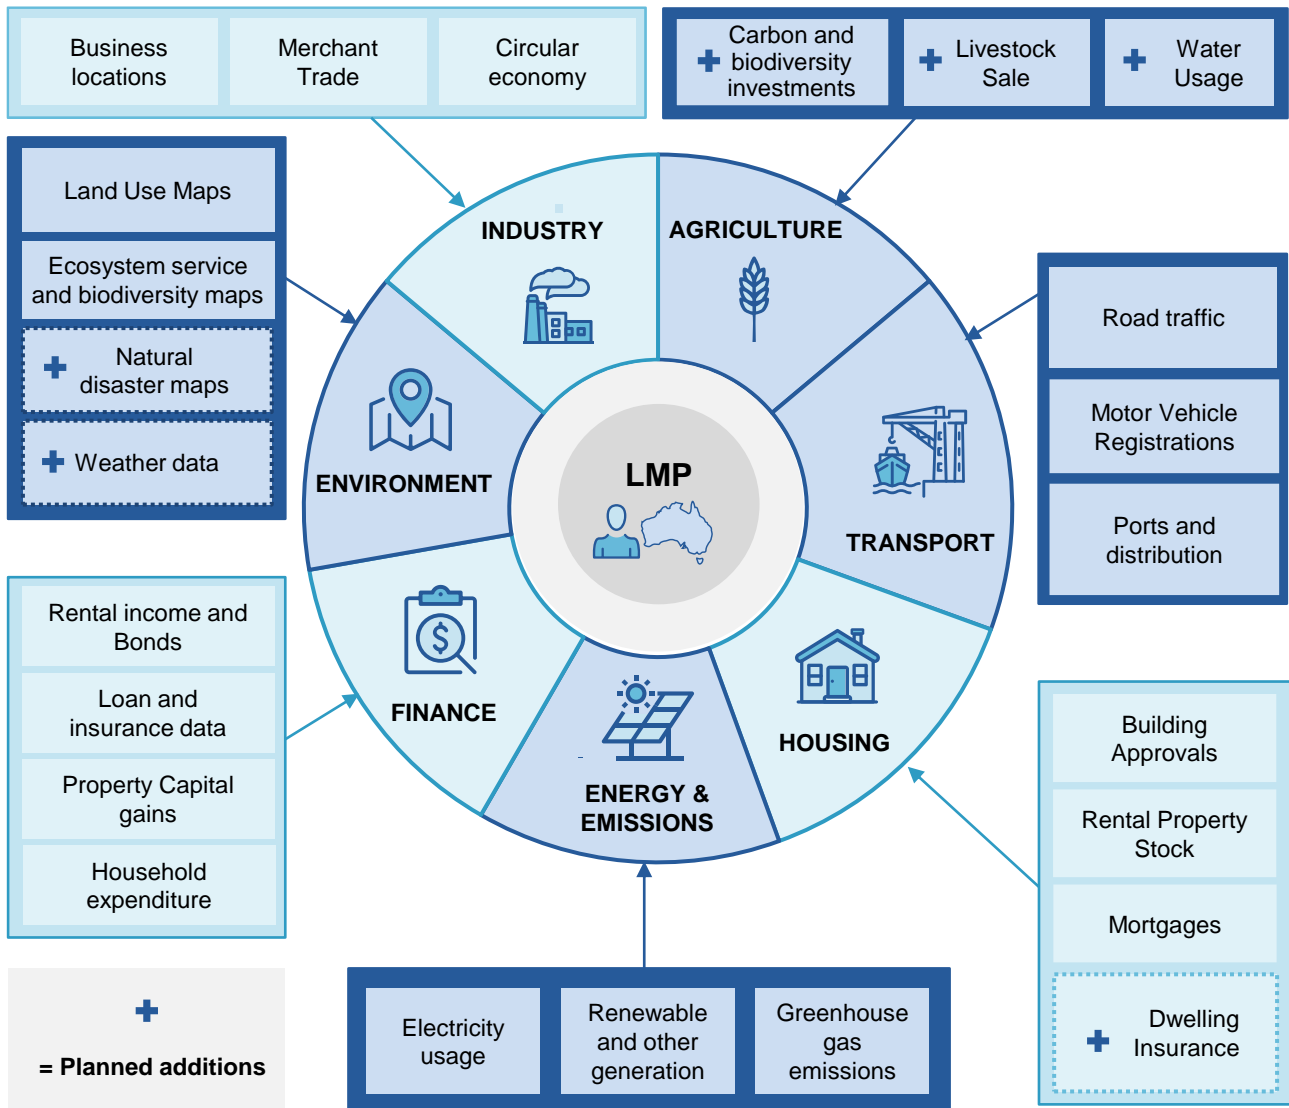 Business
locations
Merchant
Trade
Circular
economy
+ Carbon and
biodiversity
investments
+ Livestock
Sale
+ Water
Usage
Land Use Maps
Ecosystem service
and biodiversity maps
+ Natural
disaster maps
+ Weather data
INDUSTRY
AGRICULTURE
ENVIRONMENT
LMP
TRANSPORT
Road traffic
Motor Vehicle
Registrations
Ports and
distribution
Rental income and
Bonds
Loan and
insurance data
Property Capital
gains
Household
expenditure
$
FINANCE
HOUSING
ENERGY &
EMISSIONS
Building
Approvals
Rental Property
Stock
Mortgages
+ Dwelling
Insurance
+
= Planned additions
Electricity
usage
Renewable
and other
generation
Greenhouse
gas
emissions